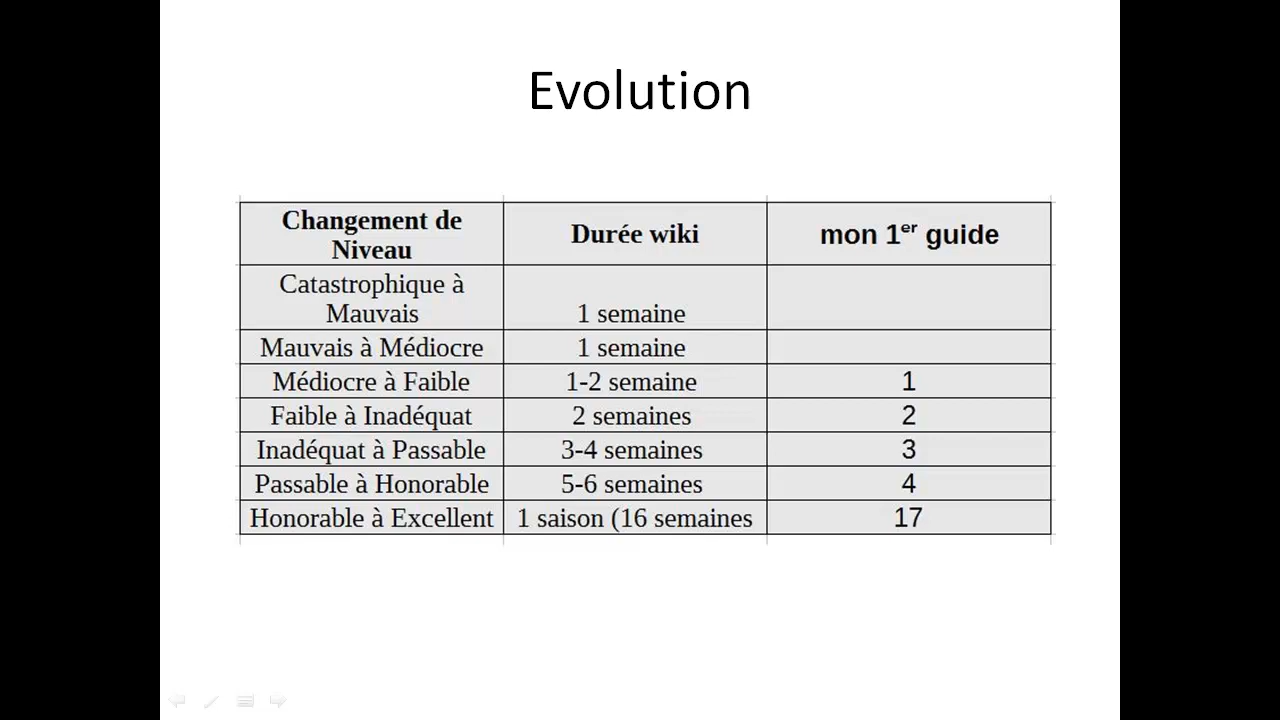 Evolution
Changement de
Niveau
Durée wiki
mon 1er guide
Catastrophique à
Mauvais
1 semaine
Mauvais à Médiocre
1 semaine
Médiocre à Faible
1-2 semaine
1
Faible à Inadéquat
2 semaines
2
Inadéquat à Passable
3-4 semaines
3
Passable à Honorable
5-6 semaines
4
Honorable à Excellent
1 saison (16 semaines
17